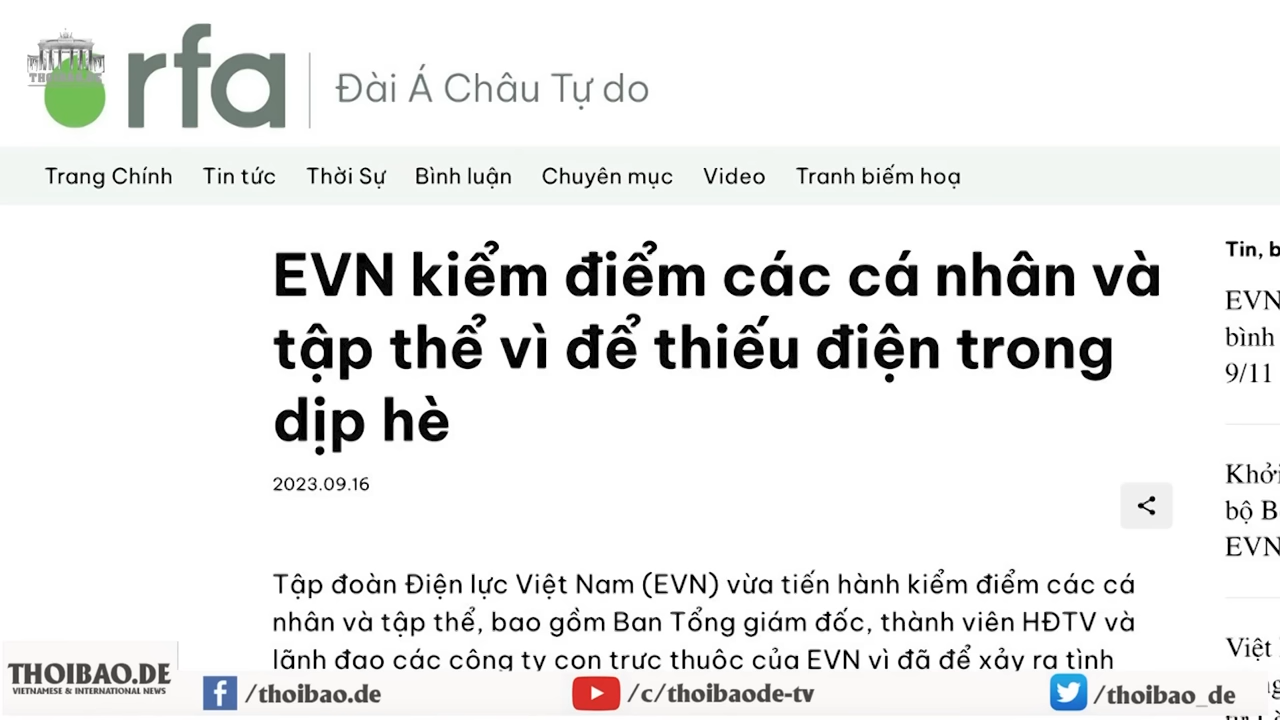 THOIBAO.DE
rfa
Đài Á Châu Tự do
Trang Chính Tin tức Thời Sự Bình luận Chuyên mục Video Tranh biếm hoạ
EVN kiểm điểm các cá nhân và
tập thể vì để thiếu điện trong
dịp hè
2023.09.16
Tập đoàn Điện lực Việt Nam (EVN) vừa tiến hành kiểm điểm các cá
nhân và tập thể, bao gồm Ban Tổng giám đốc, thành viên HĐTV và
lãnh đạo các công ty con trực thuộc của EVN vì đã để xảy ra tình
Tin, b
EVN
bình
9/11
Khởi
bộ B
EVN
Việt
THOIBAO.DE
VIETNAMESE & INTERNATIONAL NEWS
/thoibao.de
/c/thoibaode-tv
/thoibao_de